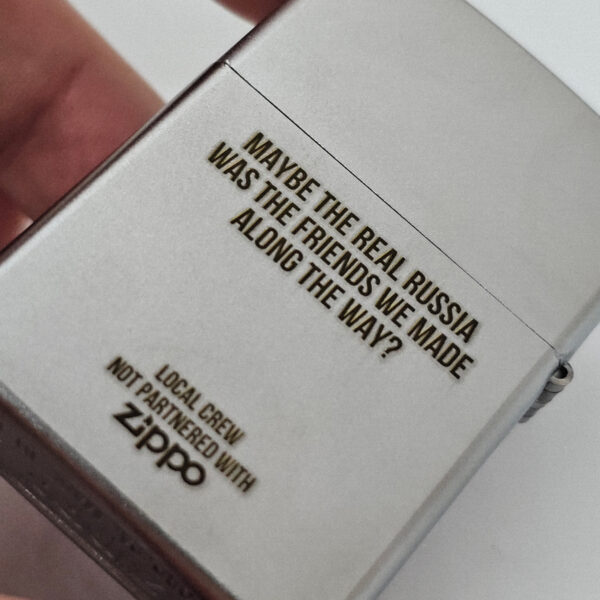 MAYBE THE REAL RUSSIA
WAS THE FRIENDS WE MADE
ALONG THE WAY?
LOCAL CREW
NOT PARTNERED WITH
zippo